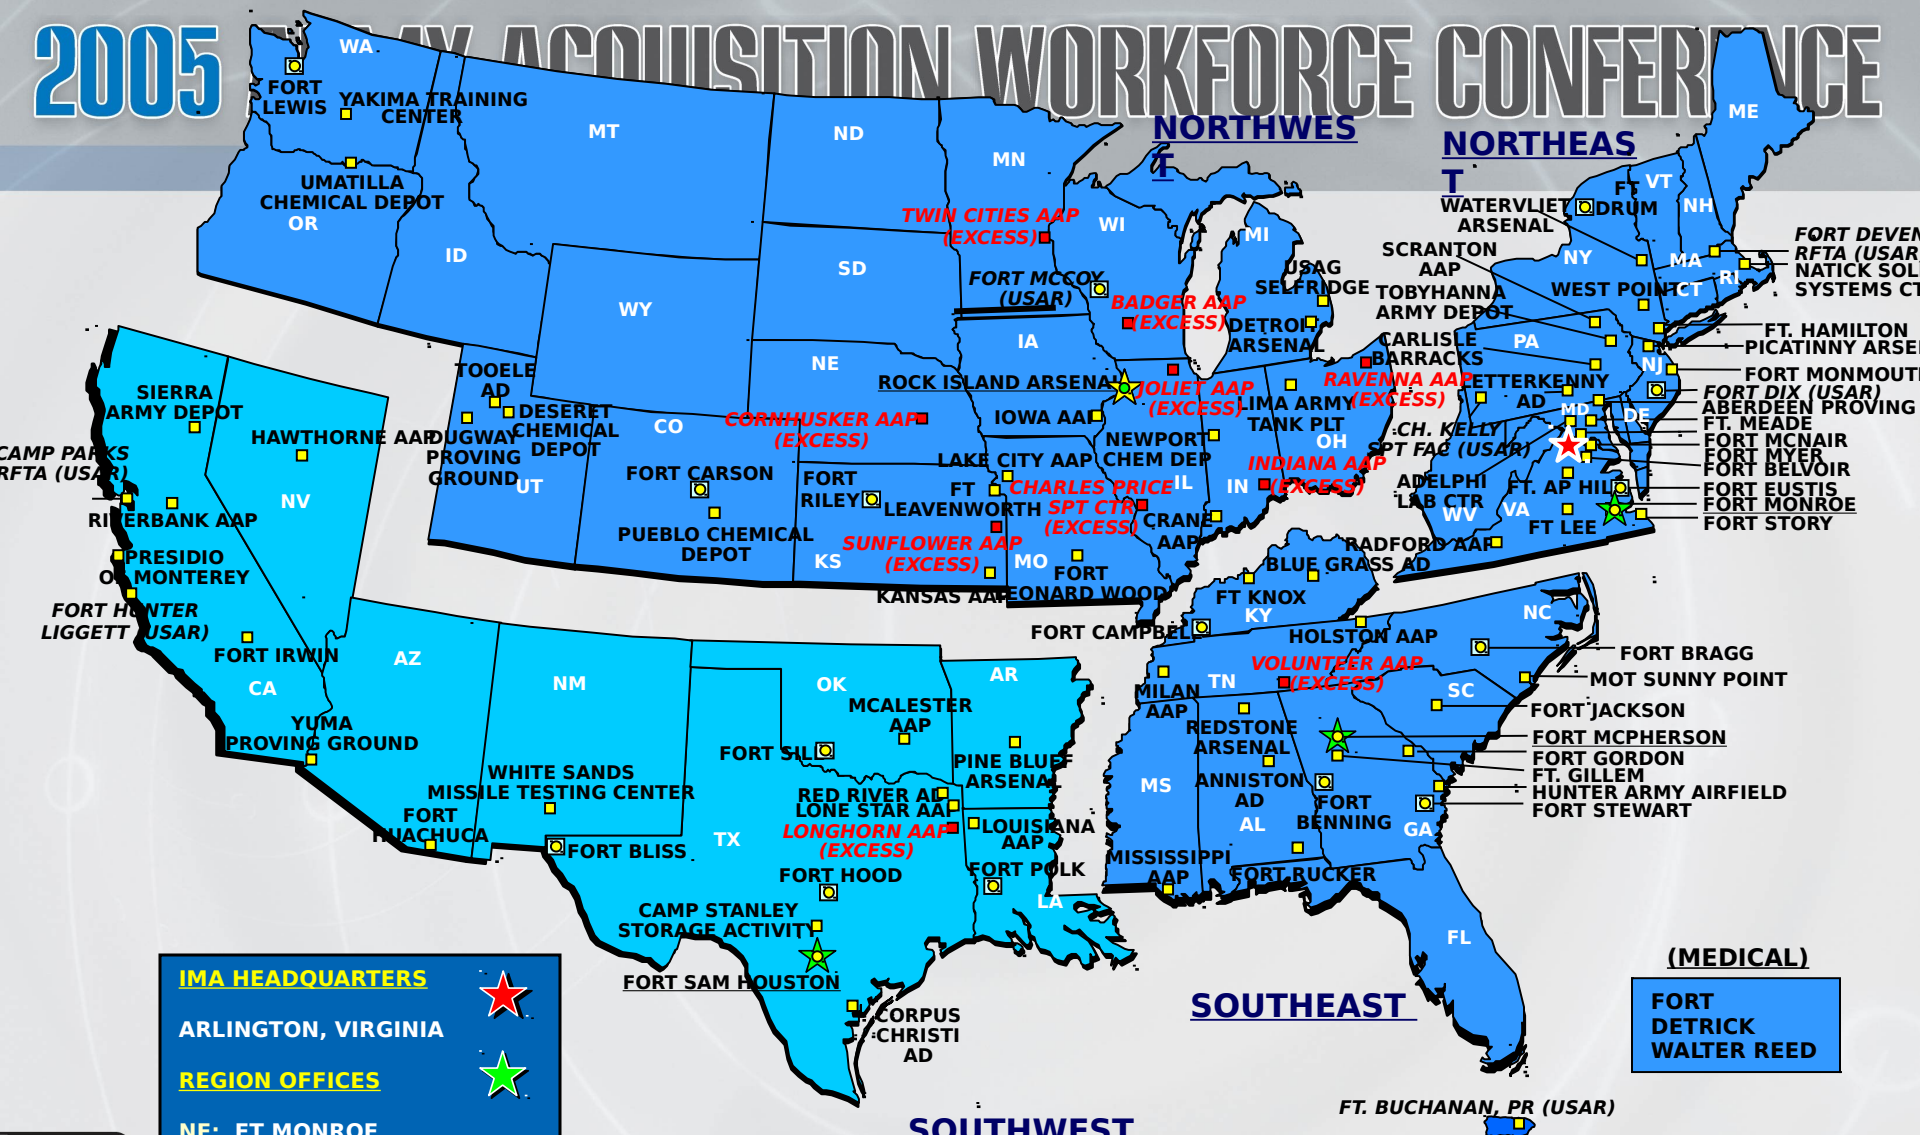 2005 ACQUISITION WORKFORCE CONFERENCE
NORTHWES
T
NORTHEAS
T
WA
FORT
LEWIS
YAKIMA TRAINING
CENTER
UMATILLA
CHEMICAL DEPOT
OR
ID
MT
ND
SD
WY
NE
CO
UT
KS
MN
WI
IA
MI
IL
IN
OH
MO
TWIN CITIES AAP
(EXCESS)
FORT MCCOY
(USAR)
BADGER AAP
(EXCESS)
USAG
SELFRIDGE
DETROIT
ARSENAL
ROCK ISLAND ARSENAL
JOLIET AAP
(EXCESS)
IOWA AAP
CORNHUSKER AAP
(EXCESS)
LIMA ARMY
TANK PLT
RAVENNA AAP
(EXCESS)
NEWPORT
CHEM DEP
INDIANA AAP
(EXCESS)
LAKE CITY AAP
FT
LEAVENWORTH
CHARLES PRICE
SPT CTR
(EXCESS)
CRANE
AAP
FORT
RILEY
SUNFLOWER AAP
(EXCESS)
KANSAS AAP
FORT
LEONARD WOOD
FORT CARSON
PUEBLO CHEMICAL
DEPOT
TOOELE
AD
DESERET
CHEMICAL
DEPOT
DUGWAY
PROVING
GROUND
SIERRA
ARMY DEPOT
HAWTHORNE AAP
NV
CAMP PARKS
RFTA (USAR)
RIVERBANK AAP
PRESIDIO
OF MONTEREY
FORT HUNTER
LIGGETT (USAR)
FORT IRWIN
CA
AZ
NM
YUMA
PROVING GROUND
FORT
HUACHUCA
WHITE SANDS
MISSILE TESTING CENTER
FORT BLISS
OK
AR
TX
LA
MCALESTER
AAP
FORT SILL
PINE BLUFF
ARSENAL
RED RIVER AD
LONE STAR AAP
LONGHORN AAP
(EXCESS)
LOUISIANA
AAP
FORT HOOD
FORT POLK
CAMP STANLEY
STORAGE ACTIVITY
FORT SAM HOUSTON
CORPUS
CHRISTI
AD
SOUTHWEST
ME
VT
NH
MA
RI
CT
NY
PA
NJ
MD
DE
WV
VA
FT
DRUM
WATERVLIET
ARSENAL
SCRANTON
AAP
TOBYHANNA
ARMY DEPOT
WEST POINT
CARLISLE
BARRACKS
ETTERKENNY
AD
CH. KELLY
SPT FAC (USAR)
ADELPHI
LAB CTR
FT. AP HILL
FT LEE
RADFORD AAP
FORT DEVEN
RFTA (USAR)
NATICK SOL
SYSTEMS CT
FT. HAMILTON
PICATINNY ARSE
FORT MONMOUT
FORT DIX (USAR)
ABERDEEN PROVING
FT. MEADE
FORT MCNAIR
FORT MYER
FORT BELVOIR
FORT EUSTIS
FORT MONROE
FORT STORY
BLUE GRASS AD
FT KNOX
KY
FORT CAMPBELL
HOLSTON AAP
NC
VOLUNTEER AAP
(EXCESS)
MILAN
AAP
TN
SC
REDSTONE
ARSENAL
ANNISTON
AD
MS
AL
GA
FORT
BENNING
MISSISSIPPI
AAP
FORT RUCKER
FL
FORT BRAGG
MOT SUNNY POINT
FORT JACKSON
FORT MCPHERSON
FORT GORDON
FT. GILLEM
HUNTER ARMY AIRFIELD
FORT STEWART
SOUTHEAST
(MEDICAL)
FORT
DETRICK
WALTER REED
FT. BUCHANAN, PR (USAR)
IMA HEADQUARTERS
ARLINGTON, VIRGINIA
REGION OFFICES
NE: FT MONROE